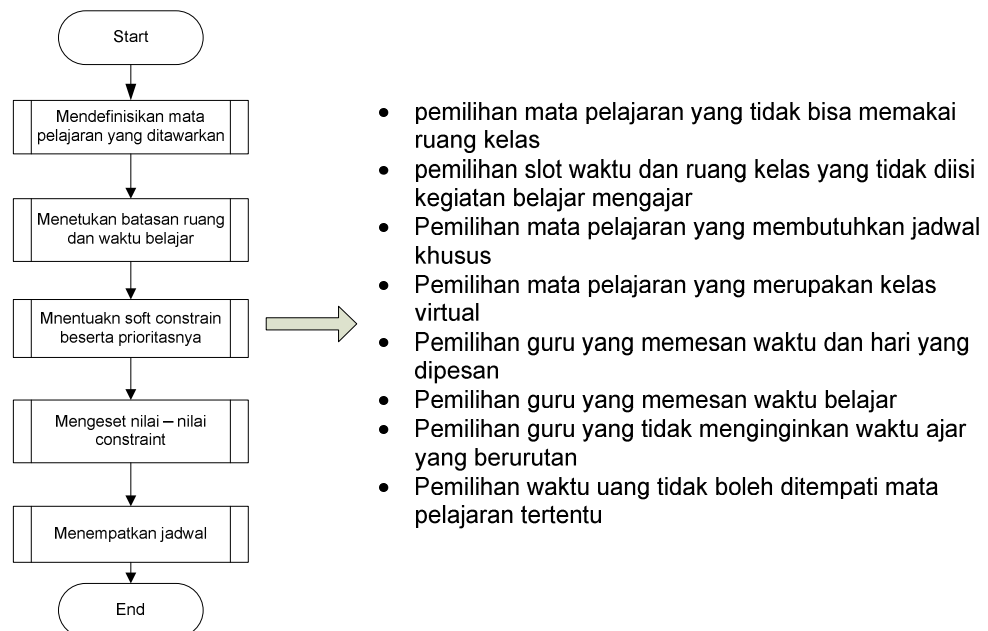 Start
Mendefinisikan mata
pelajaran yang ditawarkan
Menetukan batasan ruang
dan waktu belajar
Mnentuakn soft constrain
beserta prioritasnya
Mengeset nilai – nilai
constraint
Menempatkan jadwal
End
• pemilihan mata pelajaran yang tidak bisa memakai
ruang kelas
• pemilihan slot waktu dan ruang kelas yang tidak diisi
kegiatan belajar mengajar
• Pemilihan mata pelajaran yang membutuhkan jadwal
khusus
• Pemilihan mata pelajaran yang merupakan kelas
virtual
• Pemilihan guru yang memesan waktu dan hari yang
dipesan
• Pemilihan guru yang memesan waktu belajar
• Pemilihan guru yang tidak menginginkan waktu ajar
yang berurutan
• Pemilihan waktu uang tidak boleh ditempati mata
pelajaran tertentu